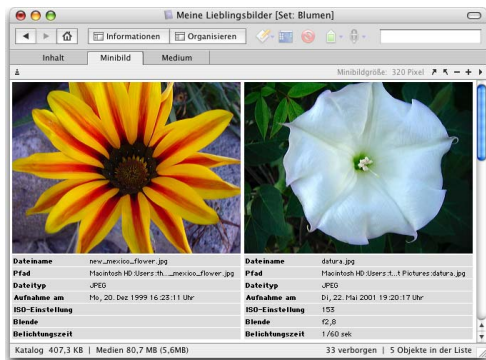 Meine Lieblingsbilder [Set: Blumen]
Informationen Organisieren
Inhalt Minibild Medium
Minibildgröße: 320 Pixel
Dateiname new_mexico_flower.jpg
Pfad Macintosh HD:Users:th..._mexico_flower.jpg
Dateityp JPEG
Aufnahme am Mo, 20. Dez 1999 16:23:11 Uhr
ISO-Einstellung
Blende
Belichtungszeit
Dateiname datura.jpg
Pfad Macintosh HD:Users:t...t Pictures:datura.jpg
Dateityp JPEG
Aufnahme am Di, 22. Mai 2001 19:20:17 Uhr
ISO-Einstellung 153
Blende f2,8
Belichtungszeit 1/60 sek
Katalog 407,3 KB | Medien 80,7 MB (5,6MB) 33 verborgen | 5 Objekte in der Liste